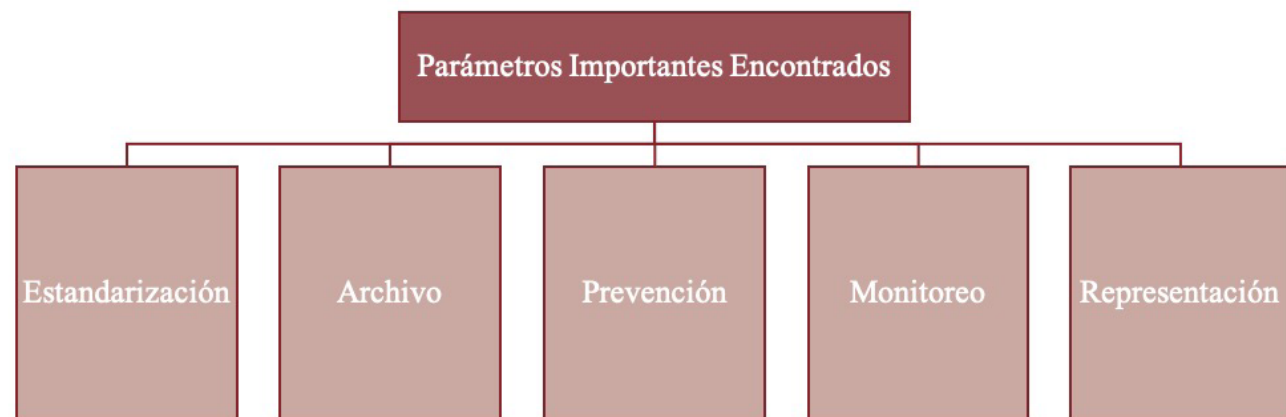 Parámetros Importantes Encontrados
Estandarización
Archivo
Prevención
Monitoreo
Representación